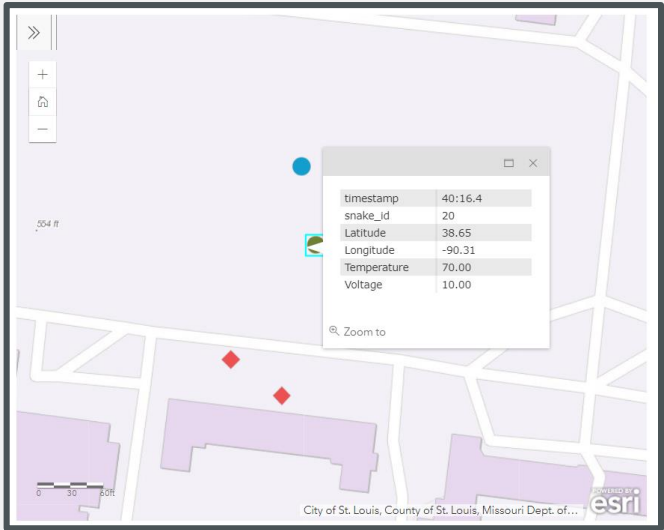 timestamp 40:16.4
snake_id 20
554 ft
Latitude 38.65
Longitude -90.31
Temperature 70.00
Voltage 10.00
Zoom to
0 30 60ft
POWERED BY
esri
City of St. Louis, County of St. Louis, Missouri Dept. of...